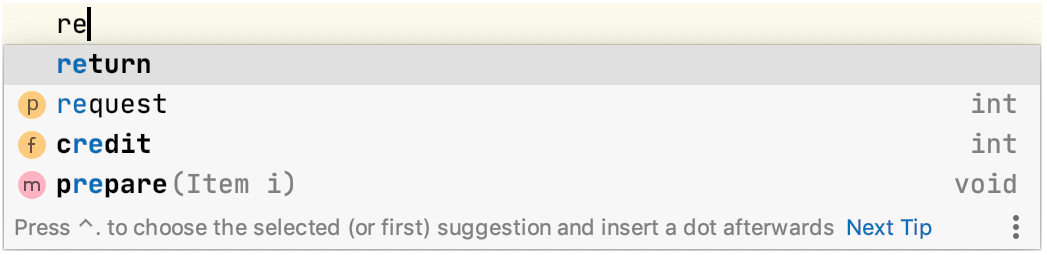 re
return
p request int
f credit int
m prepare(Item i) void
Press ^. to choose the selected (or first) suggestion and insert a dot afterwards Next Tip